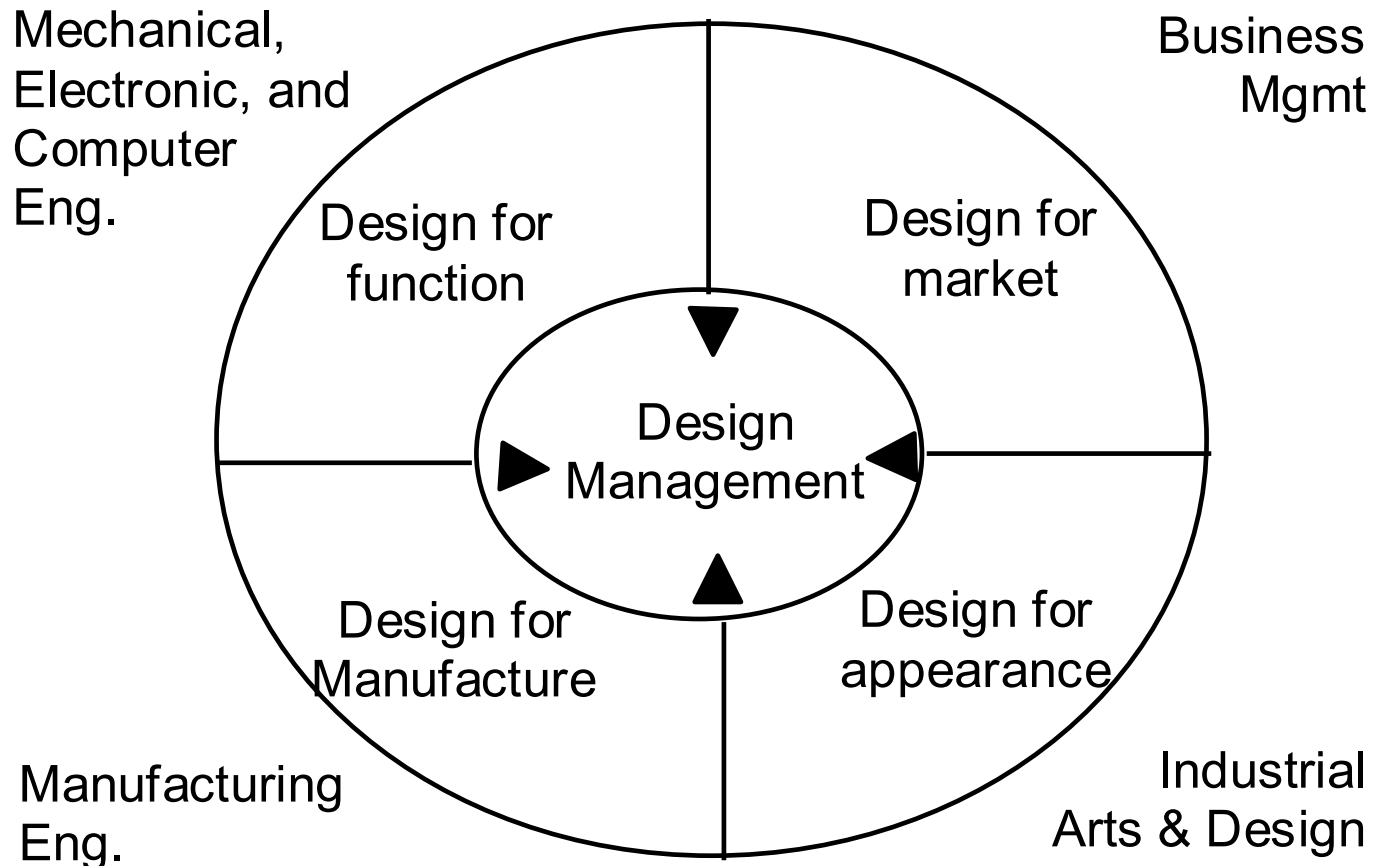 Mechanical,
Electronic, and
Computer
Eng.
Business
Mgmt
Design for
function
Design for
market
Design
Management
Design for
Manufacture
Design for
appearance
Manufacturing
Eng.
Industrial
Arts & Design